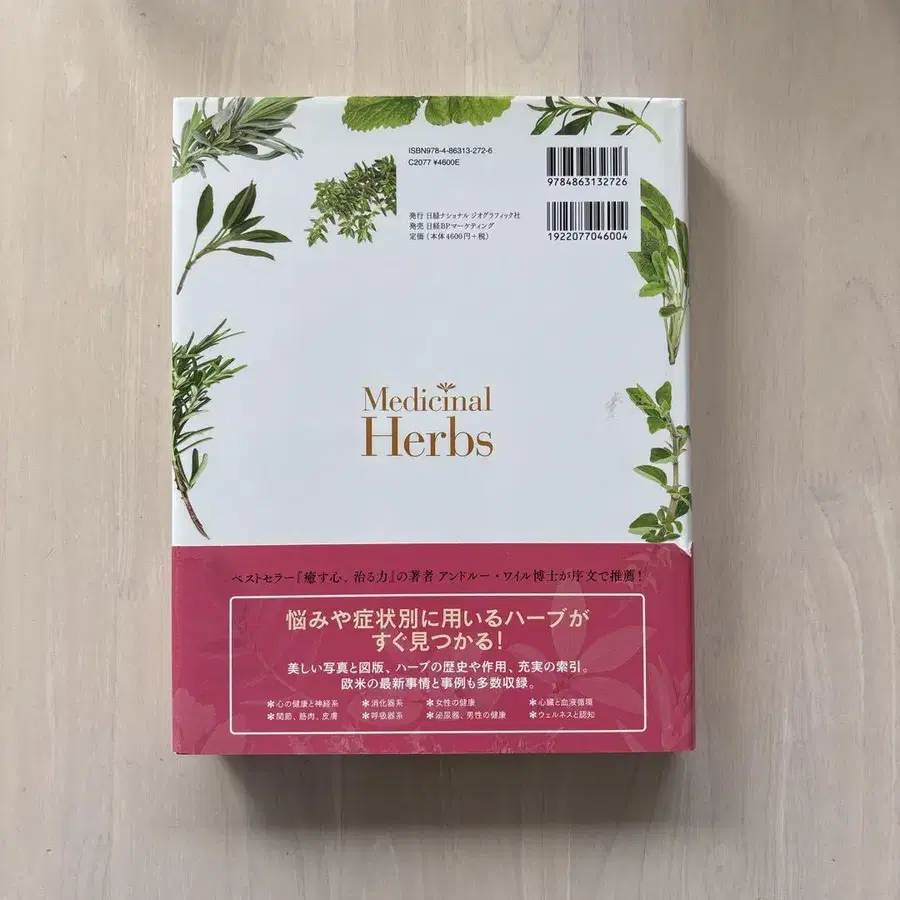 ISBN978-4-86313-272-6
C2077 ¥4600E
9784863132726
発行 日経ナショナル ジオグラフィック社
発売 日経BPマーケティング
定価（本体4600円+税）
1922077046004
Medicinal
Herbs
ベストセラー『癒す心、治る力』の著者 アンドルー・ワイル博士が序文で推薦！
悩みや症状別に用いるハーブが
すぐ見つかる！
美しい写真と図版、ハーブの歴史や作用、充実の索引。
欧米の最新事情と事例も多数収録。
＊心の健康と神経系 ＊消化器系 ＊女性の健康 ＊心臓と血液循環
＊関節、筋肉、皮膚 ＊呼吸器系 ＊泌尿器、男性の健康 ＊ウェルネスと認知